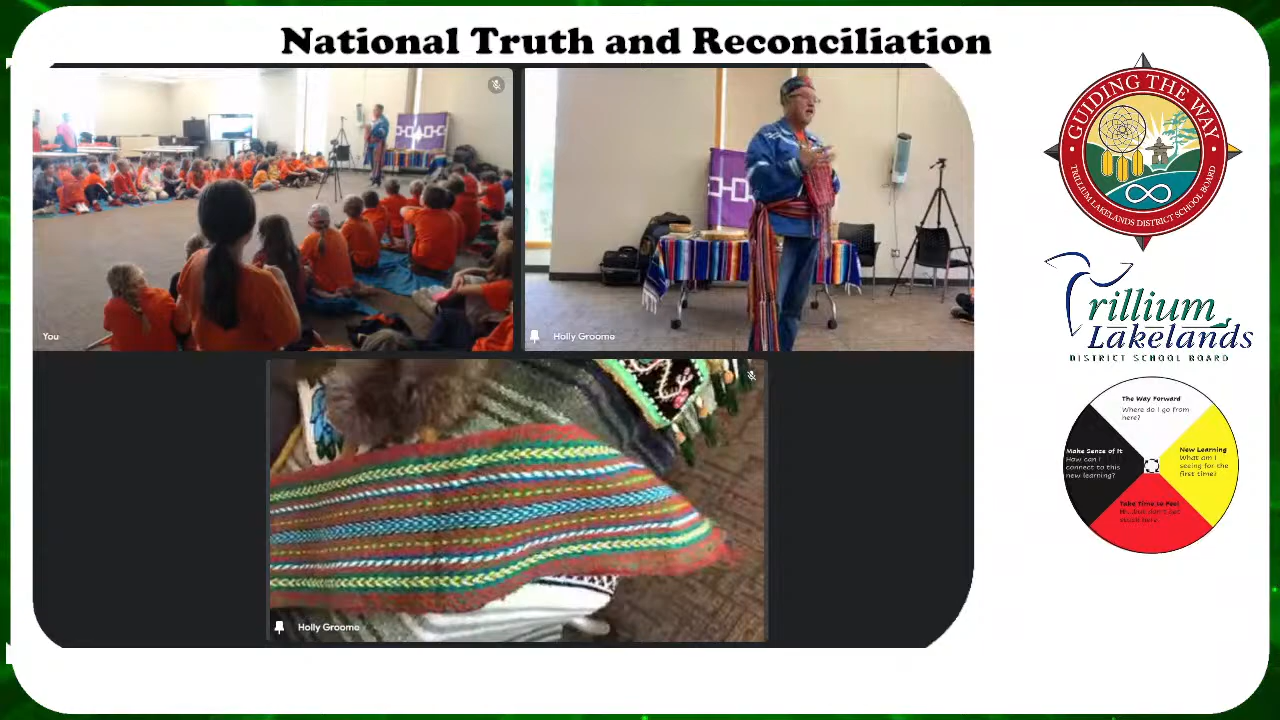 National Truth and Reconciliation
You
Holly Groome
Holly Groome
GUIDING THE WAY
TRILLIUM LAKELANDS DISTRICT SCHOOL BOARD
Trillium
Lakelands
DISTRICT SCHOOL BOARD
The Way Forward
Where do I go from
here?
Make Sense of It
How can I
connect to this
new learning?
New Learning
What am I
seeing for the
first time?
Take Time to Feel
stuck here.